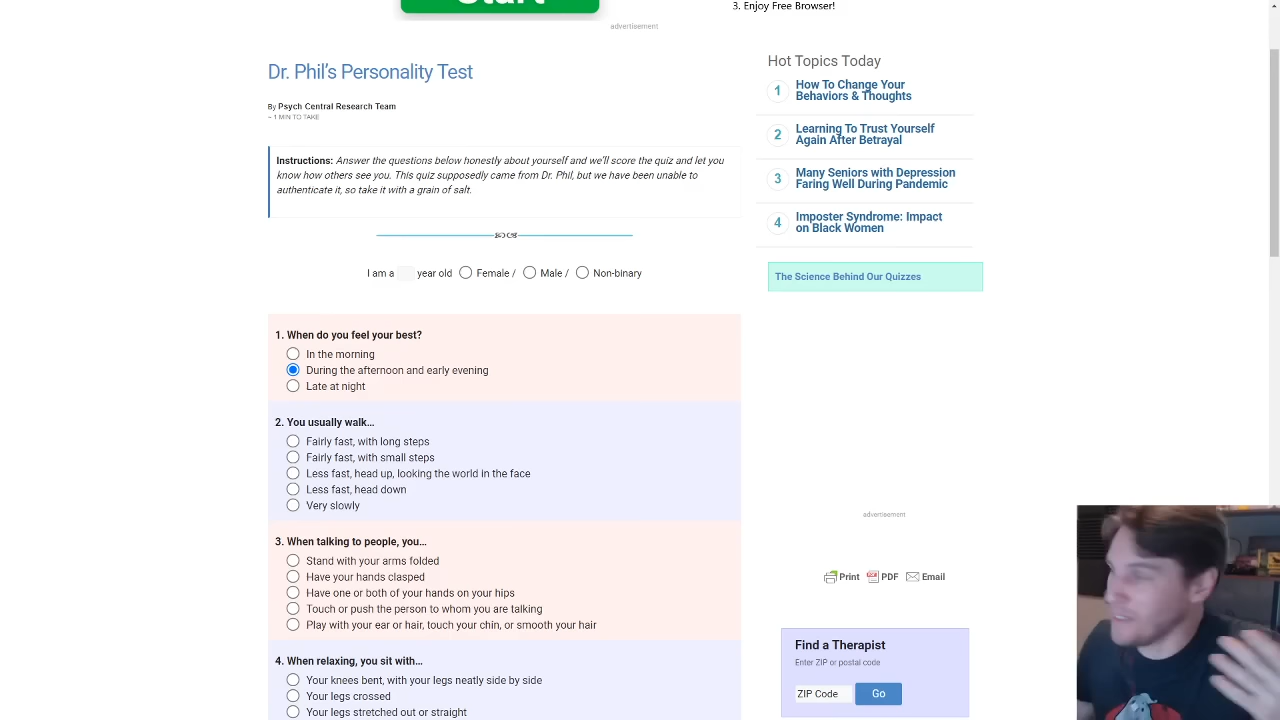 Start
3. Enjoy Free Browser!
advertisement
Dr. Phil's Personality Test
By Psych Central Research Team
~ 1 MIN TO TAKE
Instructions: Answer the questions below honestly about yourself and we'll score the quiz and let you
know how others see you. This quiz supposedly came from Dr. Phil, but we have been unable to
authenticate it, so take it with a grain of salt.
I am a year old Female / Male / Non-binary
1. When do you feel your best?
In the morning
During the afternoon and early evening
Late at night
2. You usually walk...
Fairly fast, with long steps
Fairly fast, with small steps
Less fast, head up, looking the world in the face
Less fast, head down
Very slowly
3. When talking to people, you...
Stand with your arms folded
Have your hands clasped
Have one or both of your hands on your hips
Touch or push the person to whom you are talking
Play with your ear or hair, touch your chin, or smooth your hair
4. When relaxing, you sit with...
Your knees bent, with your legs neatly side by side
Your legs crossed
Your legs stretched out or straight
Hot Topics Today
1 How To Change Your
Behaviors & Thoughts
2 Learning To Trust Yourself
Again After Betrayal
3 Many Seniors with Depression
Faring Well During Pandemic
4 Imposter Syndrome: Impact
on Black Women
The Science Behind Our Quizzes
advertisement
Print PDF Email
Find a Therapist
Enter ZIP or postal code
ZIP Code Go